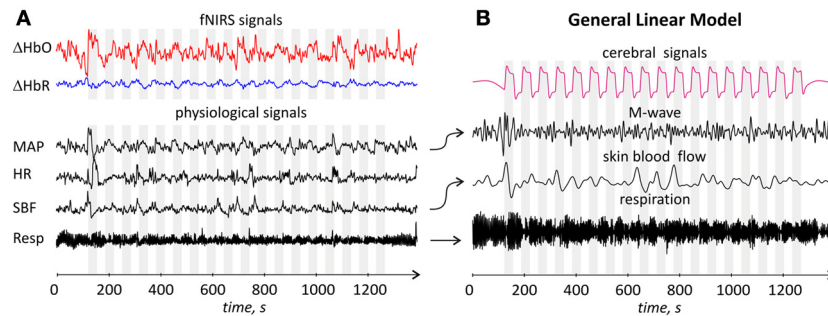 A
fNIRS signals
ΔHbO
ΔHbR
physiological signals
MAP
HR
SBF
Resp
0 200 400 600 800 1000 1200
time, s
B
General Linear Model
cerebral signals
M-wave
skin blood flow
respiration
0 200 400 600 800 1000 1200
time, s